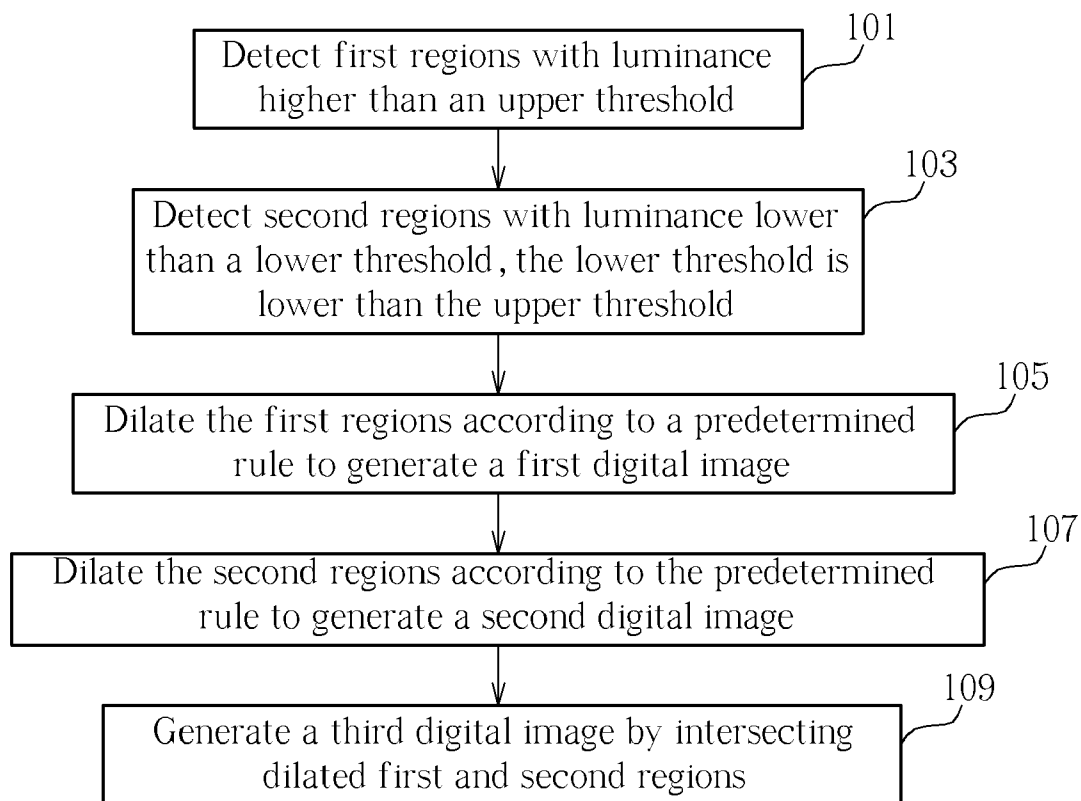 101
Detect first regions with luminance
higher than an upper threshold
103
Detect second regions with luminance lower
than a lower threshold, the lower threshold is
lower than the upper threshold
105
Dilate the first regions according to a predetermined
rule to generate a first digital image
107
Dilate the second regions according to the predetermined
rule to generate a second digital image
109
Generate a third digital image by intersecting
dilated first and second regions